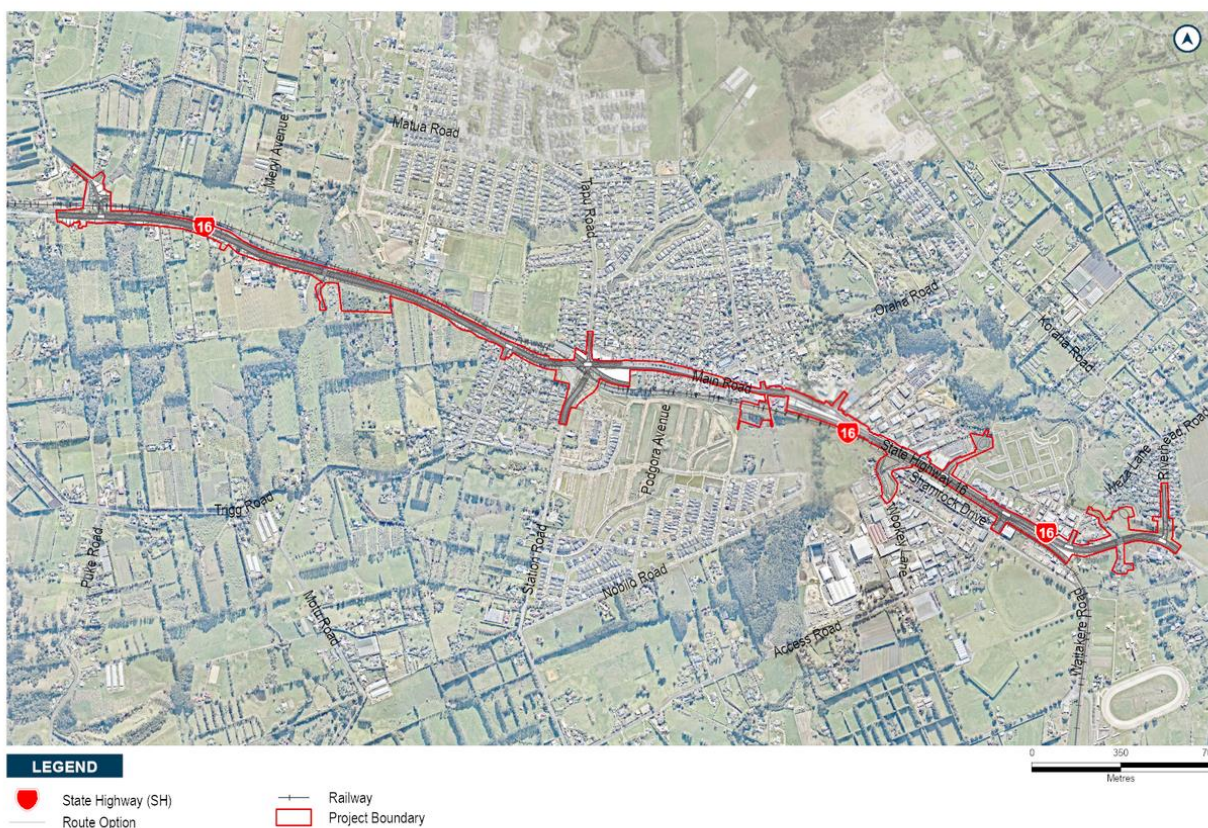 Matua Road
Meryl Avenue
Tapu Road
16
Oraha Road
Koraha Road
Main Road
16
Podgora Avenue
State Highway 16
Shamrock Drive
Riverhead Road
Trigg Road
Puke Road
Station Road
16
Nobilo Road
Motu Road
Access Road
Waitakere Road
0 350
Metres
LEGEND
State Highway (SH)
Railway
Route Option
Project Boundary